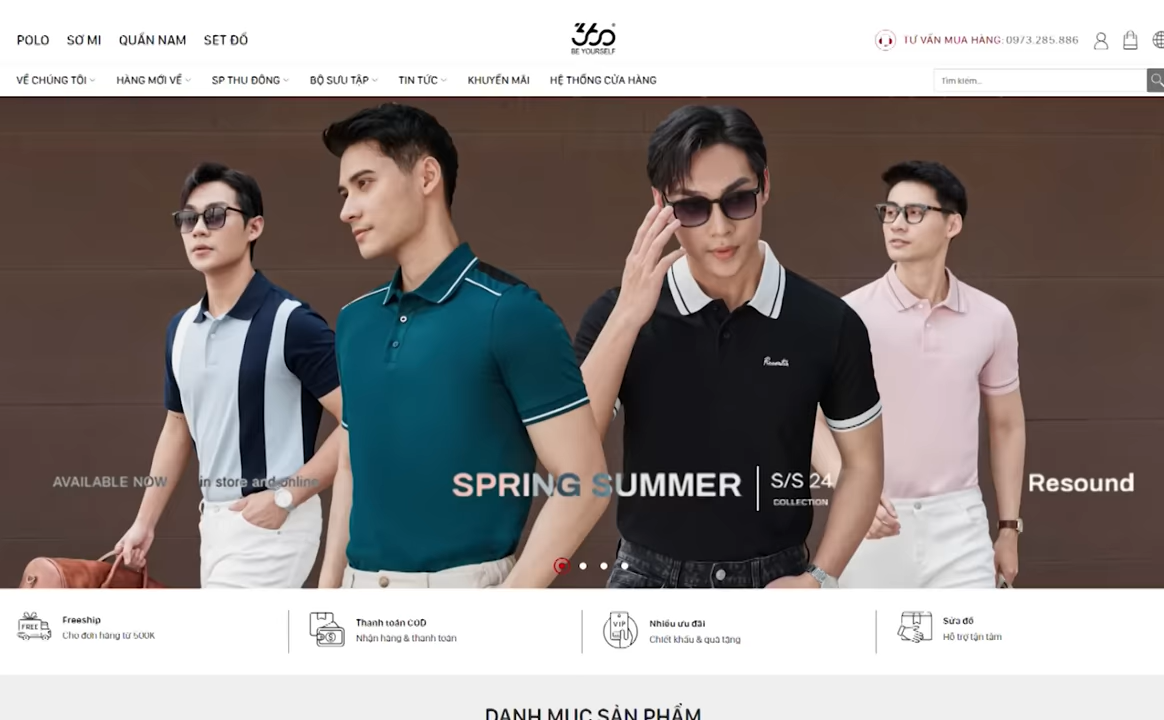 POLO SƠ MI QUẦN NAM SET ĐỒ
360
BE YOURSELF
TƯ VẤN MUA HÀNG: 0973.285.886
VỀ CHÚNG TÔI HÀNG MỚI VỀ SP THU ĐÔNG BỘ SƯU TẬP TIN TỨC KHUYẾN MÃI HỆ THỐNG CỬA HÀNG
Tìm kiếm...
Resound
AVAILABLE NOW in store and online
SPRING SUMMER S/S 24
COLLECTION
Resound
FREE
Freeship
Cho đơn hàng từ 500K
Thanh toán COD
Nhận hàng & thanh toán
VIP
Nhiều ưu đãi
Chiết khấu & quà tặng
Sửa đồ
Hỗ trợ tận tâm
DANH MỤC SẢN PHẨM